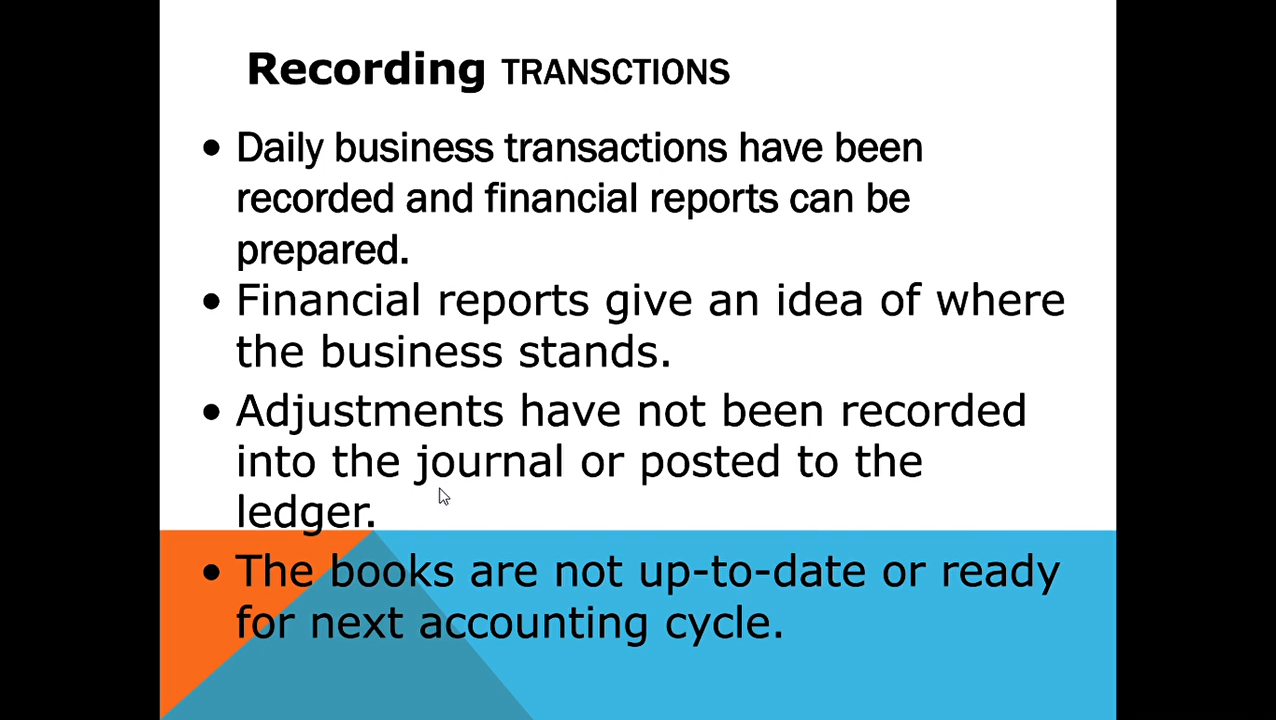 Recording TRANSCTIONS
• Daily business transactions have been
recorded and financial reports can be
prepared.
• Financial reports give an idea of where
the business stands.
• Adjustments have not been recorded
into the journal or posted to the
ledger.
• The books are not up-to-date or ready
for next accounting cycle.